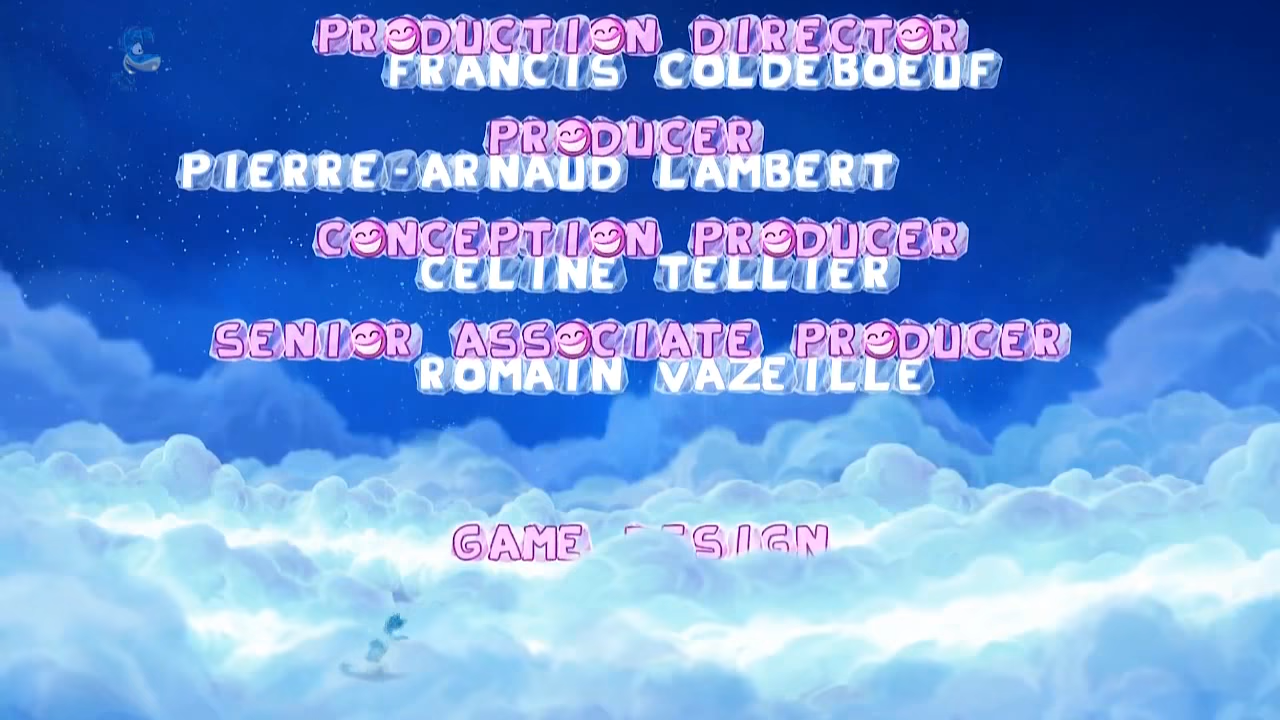 PRODUCTION DIRECTOR
FRANCIS COLDEBOEUF
PRODUCER
PIERRE-ARNAUD LAMBERT
CONCEPTION PRODUCER
CELINE TELLIER
SENIOR ASSOCIATE PRODUCER
ROMAIN VAZEILLE
GAME DESIGN